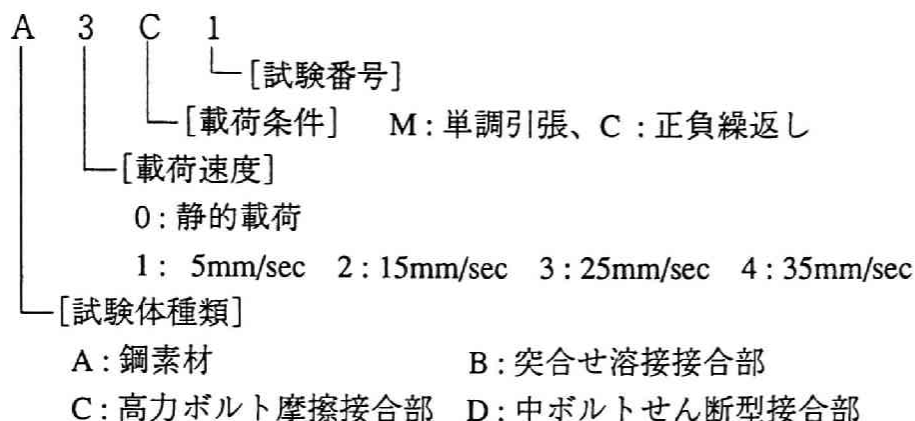 A 3 C 1
[試験番号]
[載荷条件] M : 単調引張、C : 正負繰返し
[載荷速度]
0 : 静的載荷
1 : 5mm/sec 2 : 15mm/sec 3 : 25mm/sec 4 : 35mm/sec
[試験体種類]
A : 鋼素材 B : 突合せ溶接接合部
C : 高力ボルト摩擦接合部 D : 中ボルトせん断型接合部